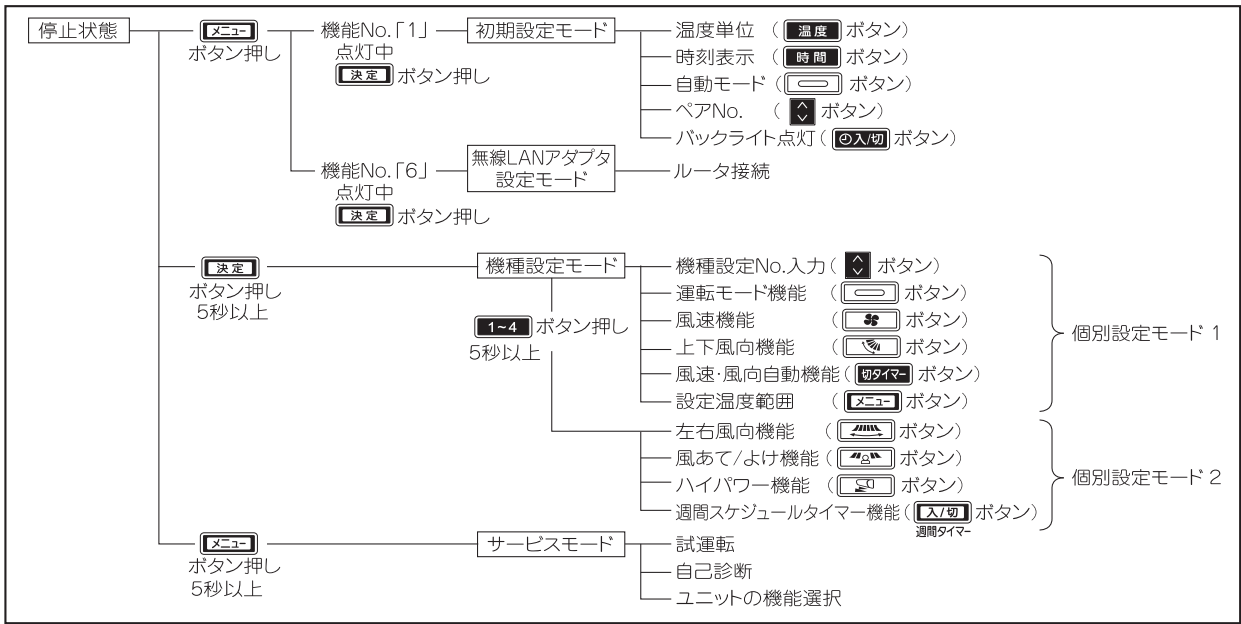 停止状態
メニュー
ボタン押し
機能No.「1」
点灯中
決定 ボタン押し
初期設定モード
温度単位 （温度 ボタン）
時刻表示 （時間 ボタン）
自動モード（ ボタン）
ペアNo. （ ボタン）
バックライト点灯（入/切 ボタン）
機能No.「6」
点灯中
決定 ボタン押し
無線LANアダプタ
設定モード
ルータ接続
決定
ボタン押し
5秒以上
機種設定モード
1~4 ボタン押し
5秒以上
機種設定No.入力（ ボタン）
運転モード機能 （ ボタン）
風速機能 （ ボタン）
上下風向機能 （ ボタン）
風速・風向自動機能（切タイマー ボタン）
設定温度範囲 （メニュー ボタン）
個別設定モード1
左右風向機能 （ ボタン）
風あて/よけ機能（ ボタン）
ハイパワー機能 （ ボタン）
週間スケジュールタイマー機能（入/切 ボタン）
週間タイマー
個別設定モード2
メニュー
ボタン押し
5秒以上
サービスモード
試運転
自己診断
ユニットの機能選択